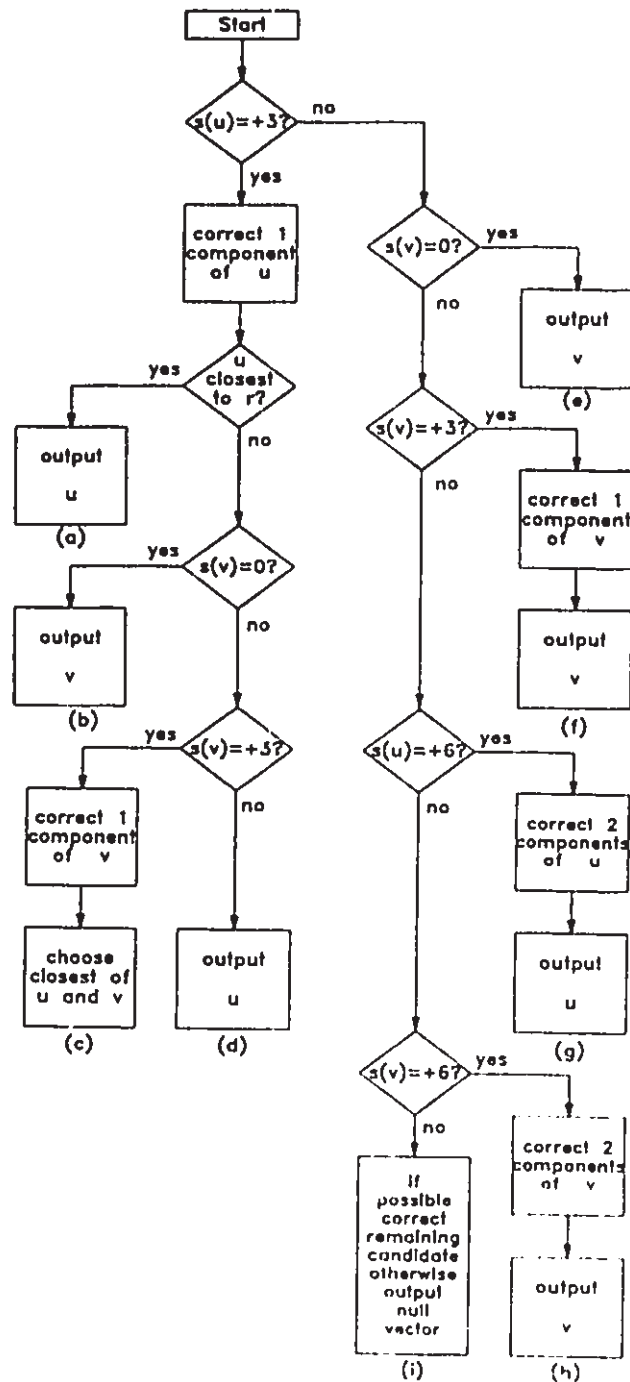 Start
s(u)=+3?
no
yes
correct 1
component
of u
s(v)=0?
yes
no
output
v
(e)
u
closest
to r?
yes
no
output
u
(a)
s(v)=+3?
yes
no
correct 1
component
of v
output
v
(f)
s(v)=0?
yes
no
output
v
(b)
s(v)=+3?
yes
no
correct 1
component
of v
choose
closest of
u and v
(c)
output
u
(d)
s(u)=+6?
yes
no
correct 2
components
of u
output
u
(g)
s(v)=+6?
yes
no
correct 2
components
of v
output
v
(h)
If
possible
correct
remaining
candidate
otherwise
output
null
vector
(i)